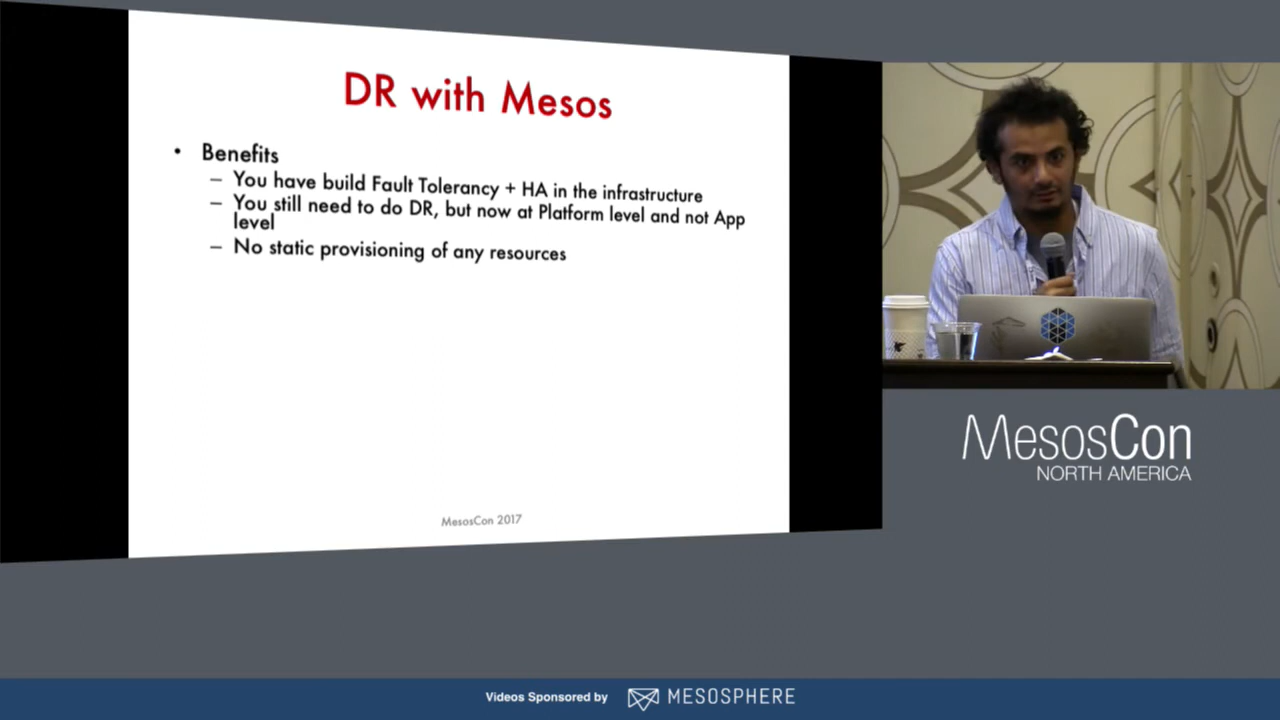 DR with Mesos
• Benefits
– You have build Fault Tolerancy + HA in the infrastructure
– You still need to do DR, but now at Platform level and not App
level
– No static provisioning of any resources
MesosCon 2017
MesosCon
NORTH AMERICA
Videos Sponsored by MESOSPHERE